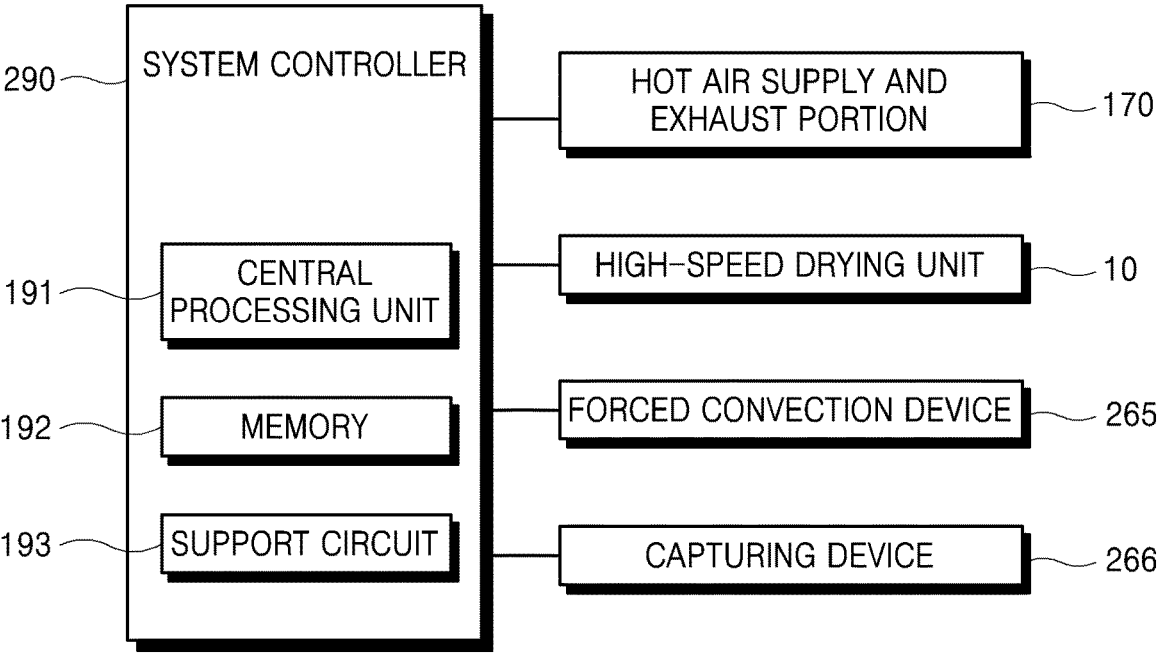 290
SYSTEM CONTROLLER
191
CENTRAL
PROCESSING UNIT
192
MEMORY
193
SUPPORT CIRCUIT
HOT AIR SUPPLY AND
EXHAUST PORTION
170
HIGH-SPEED DRYING UNIT
10
FORCED CONVECTION DEVICE
265
CAPTURING DEVICE
266